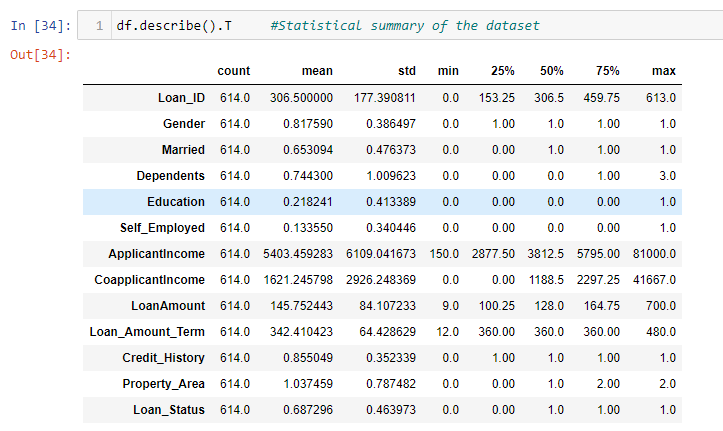 In [34]: 1 df.describe().T #Statistical summary of the dataset
Out[34]:
count mean std min 25% 50% 75% max
Loan_ID 614.0 306.500000 177.390811 0.0 153.25 306.5 459.75 613.0
Gender 614.0 0.817590 0.386497 0.0 1.00 1.0 1.00 1.0
Married 614.0 0.653094 0.476373 0.0 0.00 1.0 1.00 1.0
Dependents 614.0 0.744300 1.009623 0.0 0.00 0.0 1.00 3.0
Education 614.0 0.218241 0.413389 0.0 0.00 0.0 0.00 1.0
Self_Employed 614.0 0.133550 0.340446 0.0 0.00 0.0 0.00 1.0
ApplicantIncome 614.0 5403.459283 6109.041673 150.0 2877.50 3812.5 5795.00 81000.0
CoapplicantIncome 614.0 1621.245798 2926.248369 0.0 0.00 1188.5 2297.25 41667.0
LoanAmount 614.0 145.752443 84.107233 9.0 100.25 128.0 164.75 700.0
Loan_Amount_Term 614.0 342.410423 64.428629 12.0 360.00 360.0 360.00 480.0
Credit_History 614.0 0.855049 0.352339 0.0 1.00 1.0 1.00 1.0
Property_Area 614.0 1.037459 0.787482 0.0 0.00 1.0 2.00 2.0
Loan_Status 614.0 0.687296 0.463973 0.0 0.00 1.0 1.00 1.0